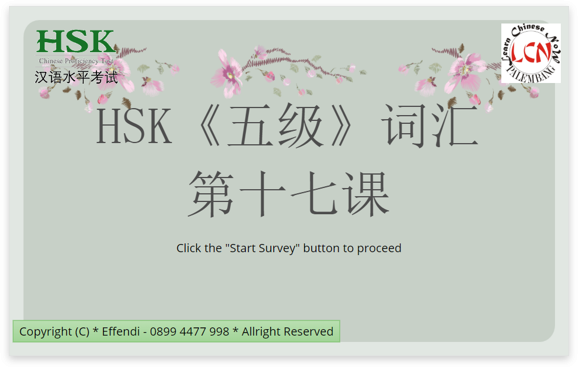 HSK
Chinese Proficiency Test
汉语水平考试
Learn Chinese Now
LCN
PALEMBANG
HSK《五级》词汇
第十七课
Click the "Start Survey" button to proceed
Copyright (C) * Effendi - 0899 4477 998 * Allright Reserved